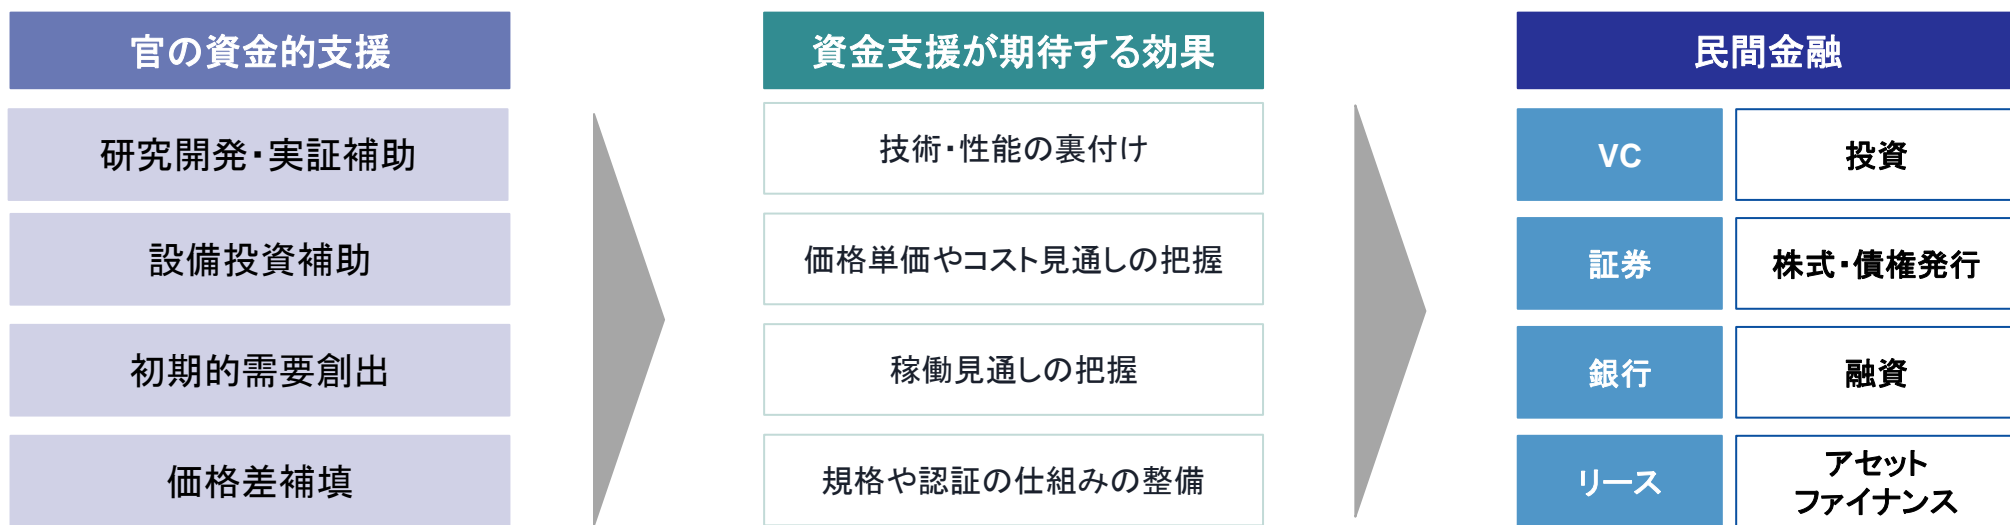 官の資金的支援
資金支援が期待する効果
民間金融
研究開発・実証補助
技術・性能の裏付け
VC
投資
設備投資補助
価格単価やコスト見通しの把握
証券
株式・債権発行
初期的需要創出
稼働見通しの把握
銀行
融資
価格差補填
規格や認証の仕組みの整備
リース
アセット
ファイナンス